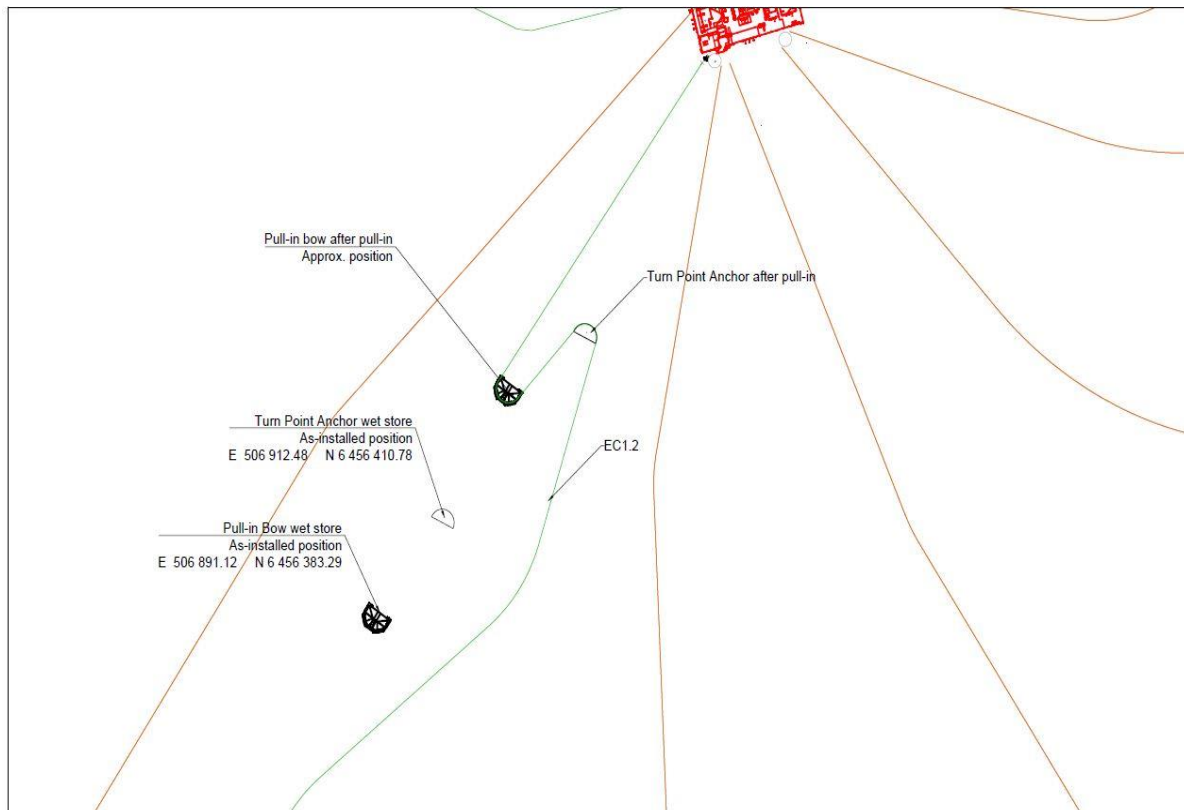 Pull-in bow after pull-in
Approx. position
Turn Point Anchor after pull-in
Turn Point Anchor wet store
As-installed position
E 506 912.48 N 6 456 410.78
EC1.2
Pull-in Bow wet store
As-installed position
E 506 891.12 N 6 456 383.29